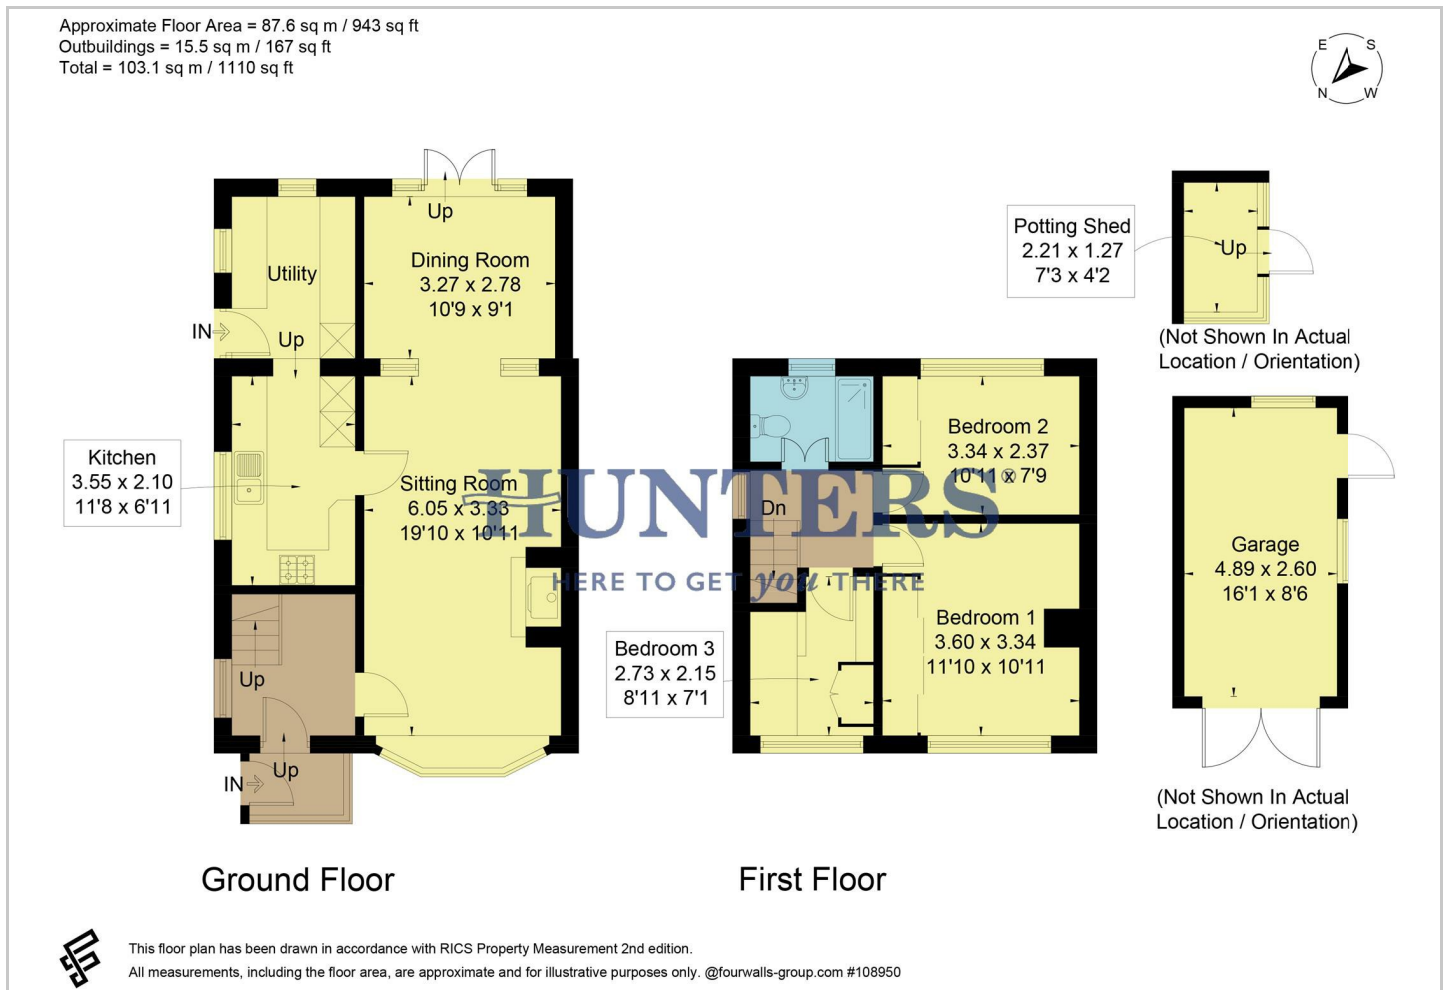 Approximate Floor Area = 87.6 sq m / 943 sq ft
Outbuildings = 15.5 sq m / 167 sq ft
Total = 103.1 sq m / 1110 sq ft
E S
N W
Up
Dining Room
3.27 x 2.78
10'9 x 9'1
Utility
IN
Up
Kitchen
3.55 x 2.10
11'8 x 6'11
Sitting Room
6.05 x 3.33
19'10 x 10'11
Up
IN
Up
Ground Floor
Bedroom 2
3.34 x 2.37
10'11 x 7'9
Dn
Bedroom 1
3.60 x 3.34
11'10 x 10'11
Bedroom 3
2.73 x 2.15
8'11 x 7'1
First Floor
HUNTERS
HERE TO GET you THERE
Potting Shed
2.21 x 1.27
7'3 x 4'2
Up
(Not Shown In Actual
Location / Orientation)
Garage
4.89 x 2.60
16'1 x 8'6
(Not Shown In Actual
Location / Orientation)
This floor plan has been drawn in accordance with RICS Property Measurement 2nd edition.
All measurements, including the floor area, are approximate and for illustrative purposes only. @fourwalls-group.com #108950